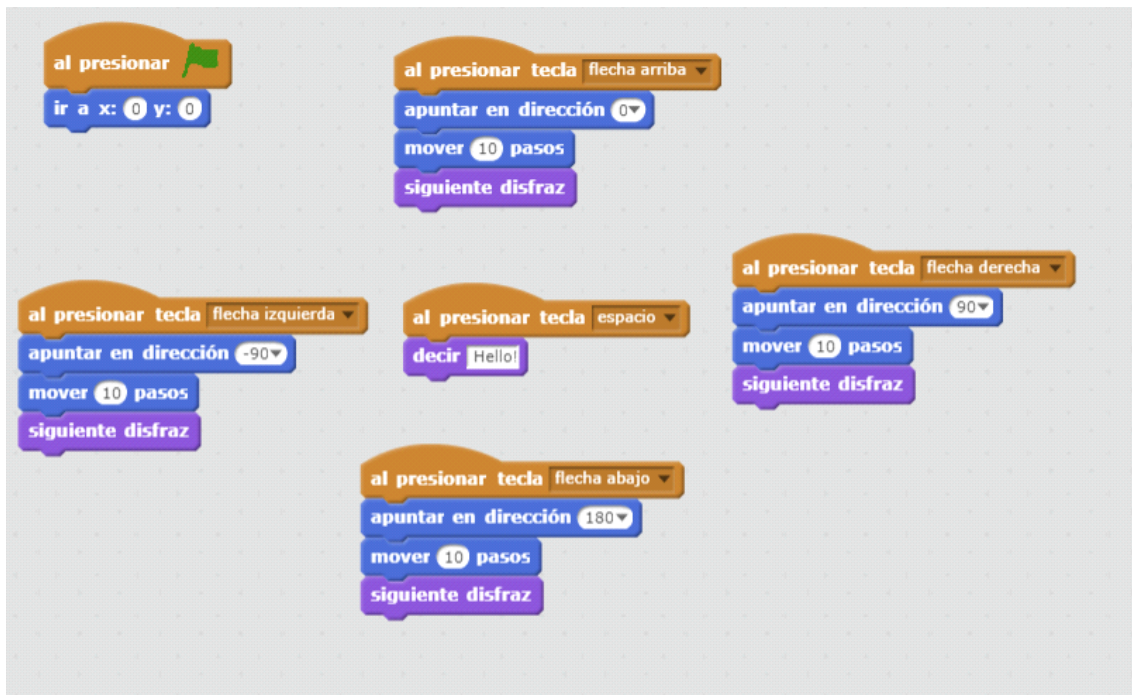 al presionar
ir a x: 0 y: 0
al presionar tecla flecha arriba
apuntar en dirección 0
mover 10 pasos
siguiente disfraz
al presionar tecla flecha izquierda
apuntar en dirección -90
mover 10 pasos
siguiente disfraz
al presionar tecla espacio
decir Hello!
al presionar tecla flecha derecha
apuntar en dirección 90
mover 10 pasos
siguiente disfraz
al presionar tecla flecha abajo
apuntar en dirección 180
mover 10 pasos
siguiente disfraz